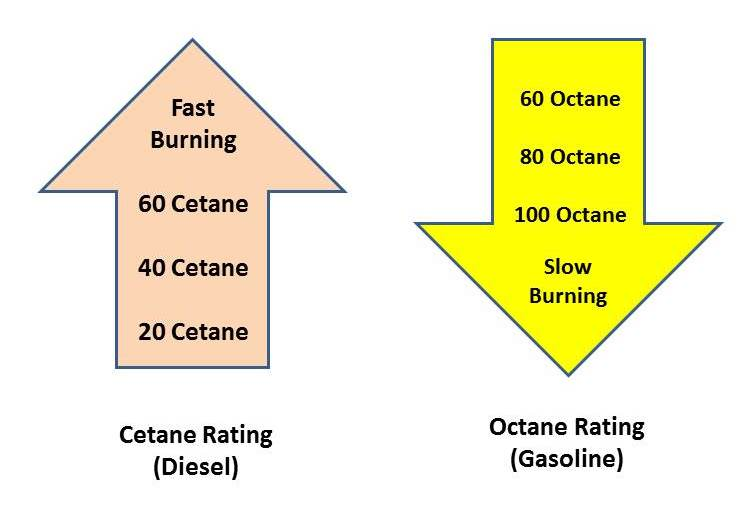 Fast
Burning
60 Cetane
40 Cetane
20 Cetane
Cetane Rating
(Diesel)
60 Octane
80 Octane
100 Octane
Slow
Burning
Octane Rating
(Gasoline)